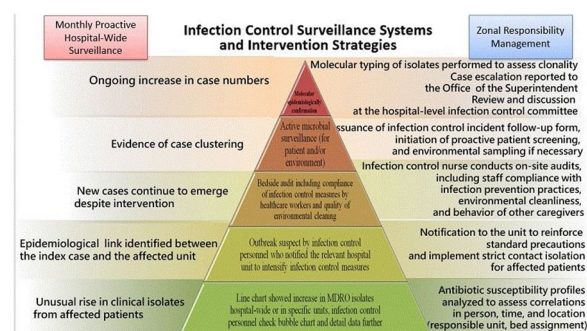 Monthly Proactive
Hospital-Wide
Surveillance
Infection Control Surveillance Systems
and Intervention Strategies
Zonal Responsibility
Management
Ongoing increase in case numbers
Molecular
epidemiologically
confirmation
Molecular typing of isolates performed to assess clonality
Case escalation reported to
the Office of the Superintendent
Review and discussion
at the hospital-level infection control committee
Evidence of case clustering
Active microbial
surveillance (for
patient and/or
environment)
ssuance of infection control incident follow-up form,
initiation of proactive patient screening,
and environmental sampling if necessary
New cases continue to emerge
despite intervention
Bedside audit including compliance
of infection control measures by
healthcare workers and quality of
environmental cleaning
Infection control nurse conducts on-site audits,
including staff compliance with
infection prevention practices,
environmental cleanliness,
and behavior of other caregivers
Epidemiological link identified between
the index case and the affected unit
Outbreak suspect by infection control
personnel who notified the relevant hospital
unit to intensify infection control measures
Notification to the unit to reinforce
standard precautions
and implement strict contact isolation
for affected patients
Unusual rise in clinical isolates
from affected patients
Line chart showed increase in MDRO isolates
hospital-wide or in specific units, infection control
personnel check bubble chart and detail data further
Antibiotic susceptibility profiles
analyzed to assess correlations
in person, time, and location
(responsible unit, bed assignment)